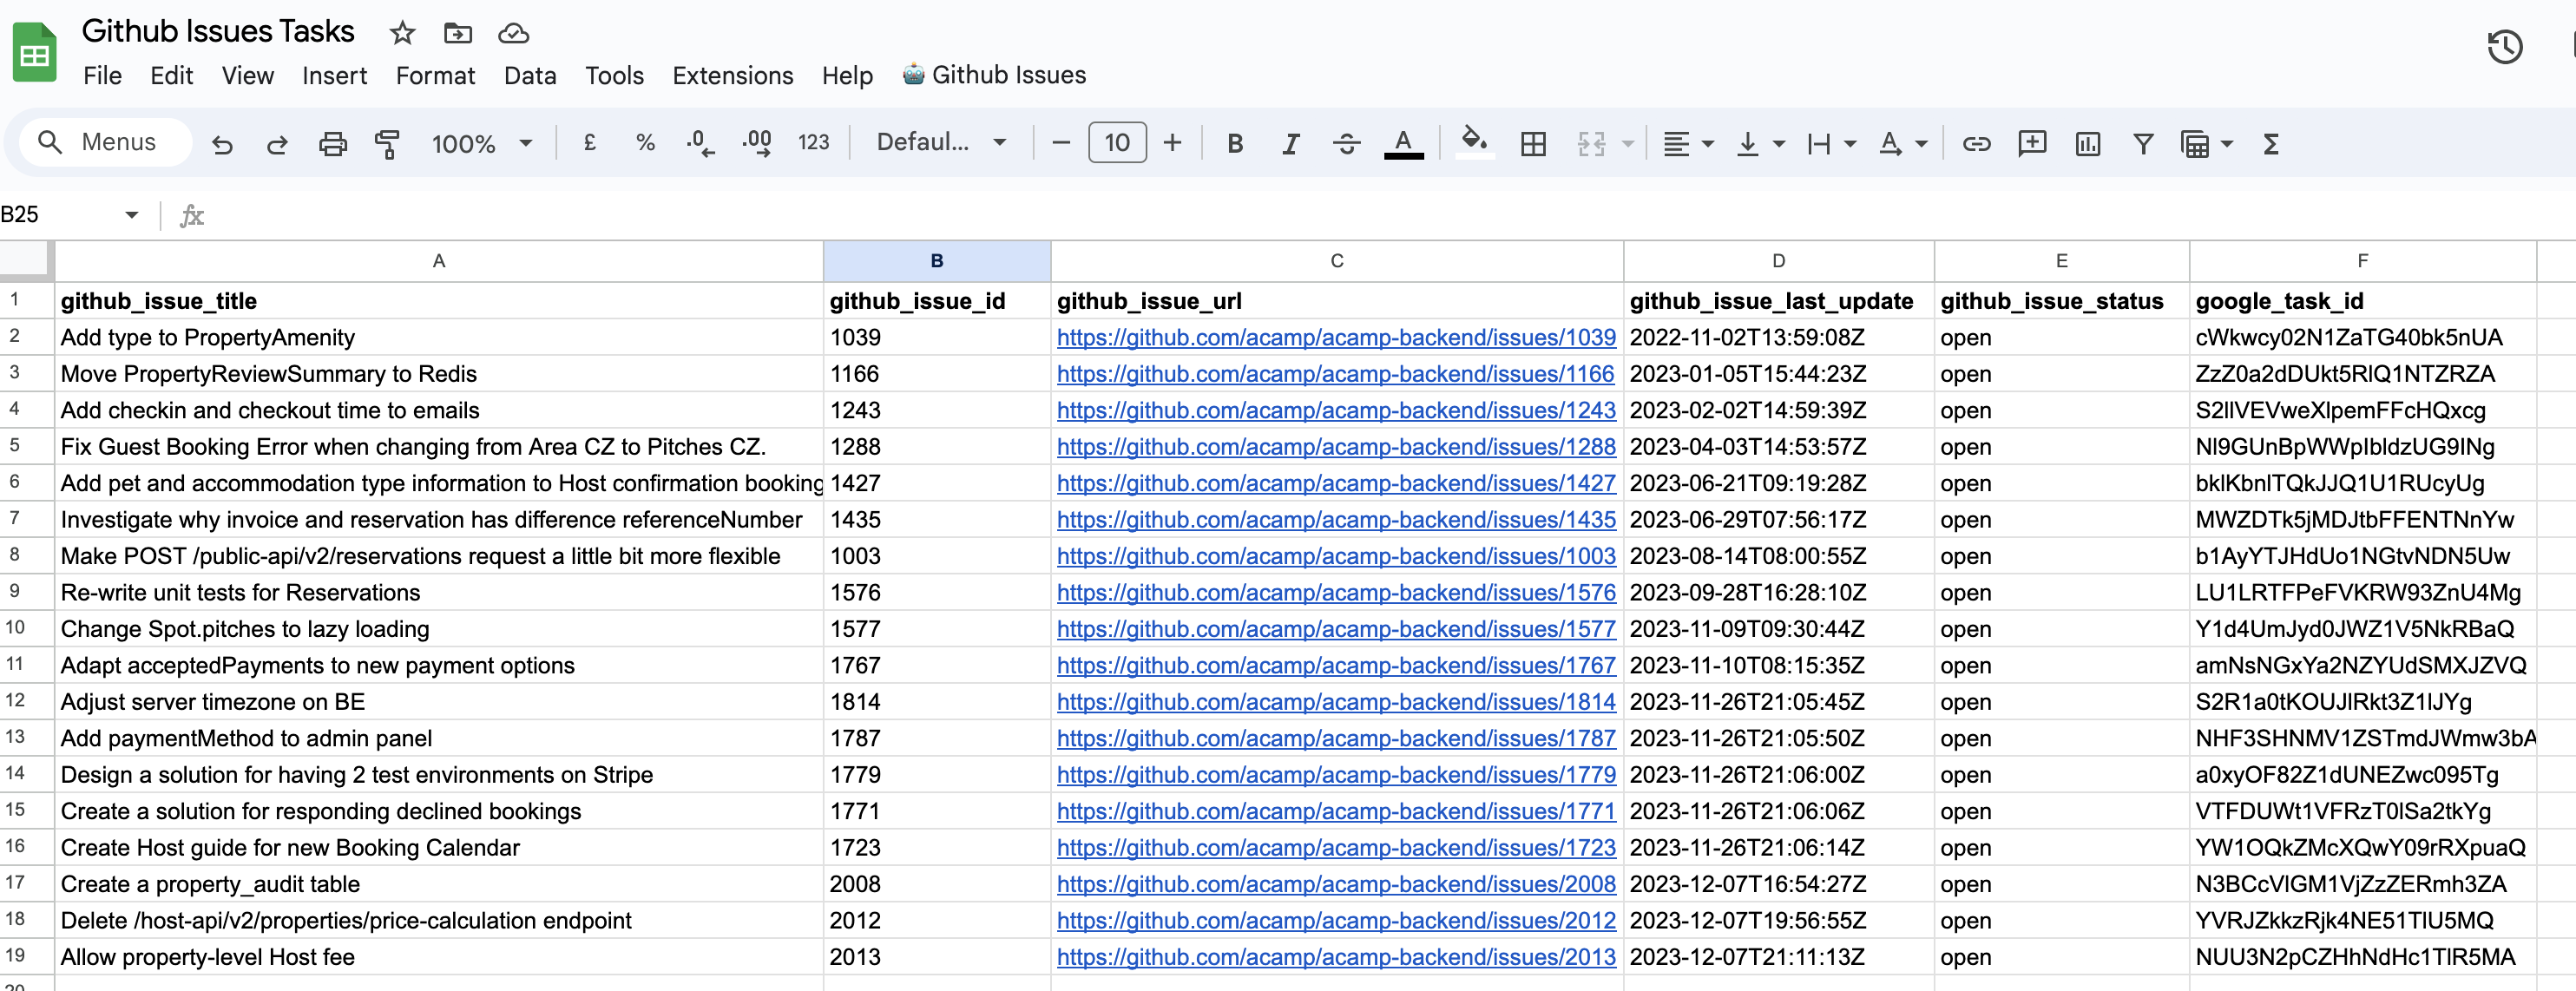 Github Issues Tasks
File Edit View Insert Format Data Tools Extensions Help Github Issues
Menus 100% £ % .0 .00 123 Defaul... 10 B I A
B25 fx
A B C D E F
1 github_issue_title github_issue_id github_issue_url github_issue_last_update github_issue_status google_task_id
2 Add type to PropertyAmenity 1039 https://github.com/acamp/acamp-backend/issues/1039 2022-11-02T13:59:08Z open cWkwcy02N1ZaTG40bk5nUA
3 Move PropertyReviewSummary to Redis 1166 https://github.com/acamp/acamp-backend/issues/1166 2023-01-05T15:44:23Z open ZzZ0a2dDUkt5RlQ1NTZRZA
4 Add checkin and checkout time to emails 1243 https://github.com/acamp/acamp-backend/issues/1243 2023-02-02T14:59:39Z open S2llVEVweXlpemFFcHQxcg
5 Fix Guest Booking Error when changing from Area CZ to Pitches CZ. 1288 https://github.com/acamp/acamp-backend/issues/1288 2023-04-03T14:53:57Z open Nl9GUnBpWWplbldzUG9lNg
6 Add pet and accommodation type information to Host confirmation booking 1427 https://github.com/acamp/acamp-backend/issues/1427 2023-06-21T09:19:28Z open bklKbnlTQkJJQ1U1RUcyUg
7 Investigate why invoice and reservation has difference referenceNumber 1435 https://github.com/acamp/acamp-backend/issues/1435 2023-06-29T07:56:17Z open MWZDTk5jMDJtbFFENTNnYw
8 Make POST /public-api/v2/reservations request a little bit more flexible 1003 https://github.com/acamp/acamp-backend/issues/1003 2023-08-14T08:00:55Z open b1AyYTJHdUo1NGtvNDN5Uw
9 Re-write unit tests for Reservations 1576 https://github.com/acamp/acamp-backend/issues/1576 2023-09-28T16:28:10Z open LU1LRTFPeFVKRW93ZnU4Mg
10 Change Spot.pitches to lazy loading 1577 https://github.com/acamp/acamp-backend/issues/1577 2023-11-09T09:30:44Z open Y1d4UmJyd0JWZ1V5NkRBaQ
11 Adapt acceptedPayments to new payment options 1767 https://github.com/acamp/acamp-backend/issues/1767 2023-11-10T08:15:35Z open amNsNGxYa2NZYUdSMXJZVQ
12 Adjust server timezone on BE 1814 https://github.com/acamp/acamp-backend/issues/1814 2023-11-26T21:05:45Z open S2R1a0tKOUJlRkt3Z1lJYg
13 Add paymentMethod to admin panel 1787 https://github.com/acamp/acamp-backend/issues/1787 2023-11-26T21:05:50Z open NHF3SHNMV1ZSTmdJWmw3bA
14 Design a solution for having 2 test environments on Stripe 1779 https://github.com/acamp/acamp-backend/issues/1779 2023-11-26T21:06:00Z open a0xyOF82Z1dUNEZwc095Tg
15 Create a solution for responding declined bookings 1771 https://github.com/acamp/acamp-backend/issues/1771 2023-11-26T21:06:06Z open VTFDUWt1VFRzT0lSa2tkYg
16 Create Host guide for new Booking Calendar 1723 https://github.com/acamp/acamp-backend/issues/1723 2023-11-26T21:06:14Z open YW1OQkZMcXQwY09rRXpuaQ
17 Create a property_audit table 2008 https://github.com/acamp/acamp-backend/issues/2008 2023-12-07T16:54:27Z open N3BCcVlGM1VjZzZERmh3ZA
18 Delete /host-api/v2/properties/price-calculation endpoint 2012 https://github.com/acamp/acamp-backend/issues/2012 2023-12-07T19:56:55Z open YVRJZkkzRjk4NE51TlU5MQ
19 Allow property-level Host fee 2013 https://github.com/acamp/acamp-backend/issues/2013 2023-12-07T21:11:13Z open NUU3N2pCZHhNdHc1TlR5MA